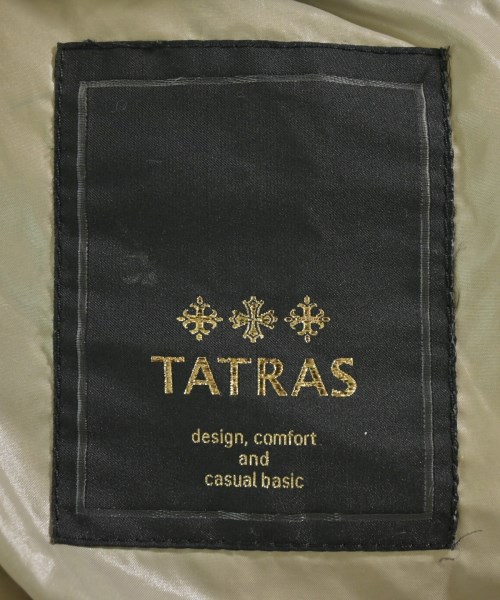 TATRAS
design, comfort
and
casual basic